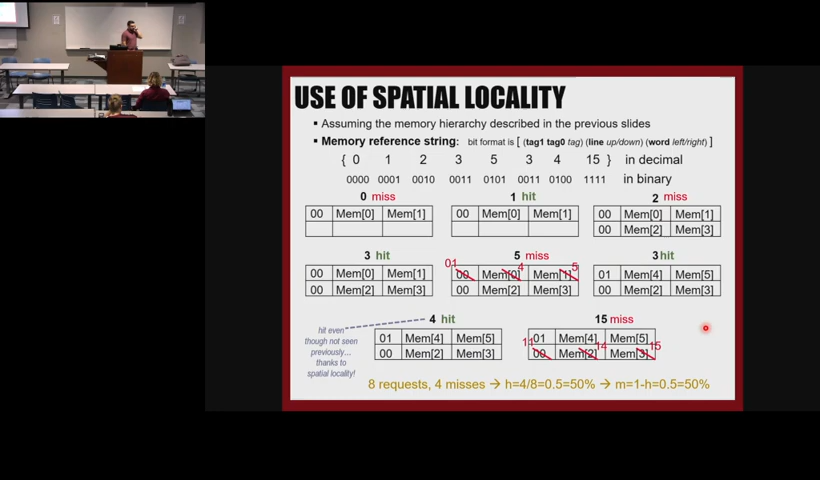 USE OF SPATIAL LOCALITY
▪ Assuming the memory hierarchy described in the previous slides
▪ Memory reference string: bit format is [ (tag1 tag0 tag) (line up/down) (word left/right) ]
{ 0 1 2 3 5 3 4 15 } in decimal
0000 0001 0010 0011 0101 0011 0100 1111 in binary
0 miss 1 hit 2 miss
00 Mem[0] Mem[1] 00 Mem[0] Mem[1] 00 Mem[0] Mem[1]
00 Mem[2] Mem[3]
3 hit 5 miss 3 hit
01 4 5
00 Mem[0] Mem[1] 00 Mem[0] Mem[1] 01 Mem[4] Mem[5]
00 Mem[2] Mem[3] 00 Mem[2] Mem[3] 00 Mem[2] Mem[3]
4 hit 15 miss
hit even
though not seen
previously...
thanks to
spatial locality!
01 Mem[4] Mem[5] 01 Mem[4] Mem[5]
11 14 15
00 Mem[2] Mem[3] 00 Mem[2] Mem[3]
8 requests, 4 misses → h=4/8=0.5=50% → m=1-h=0.5=50%